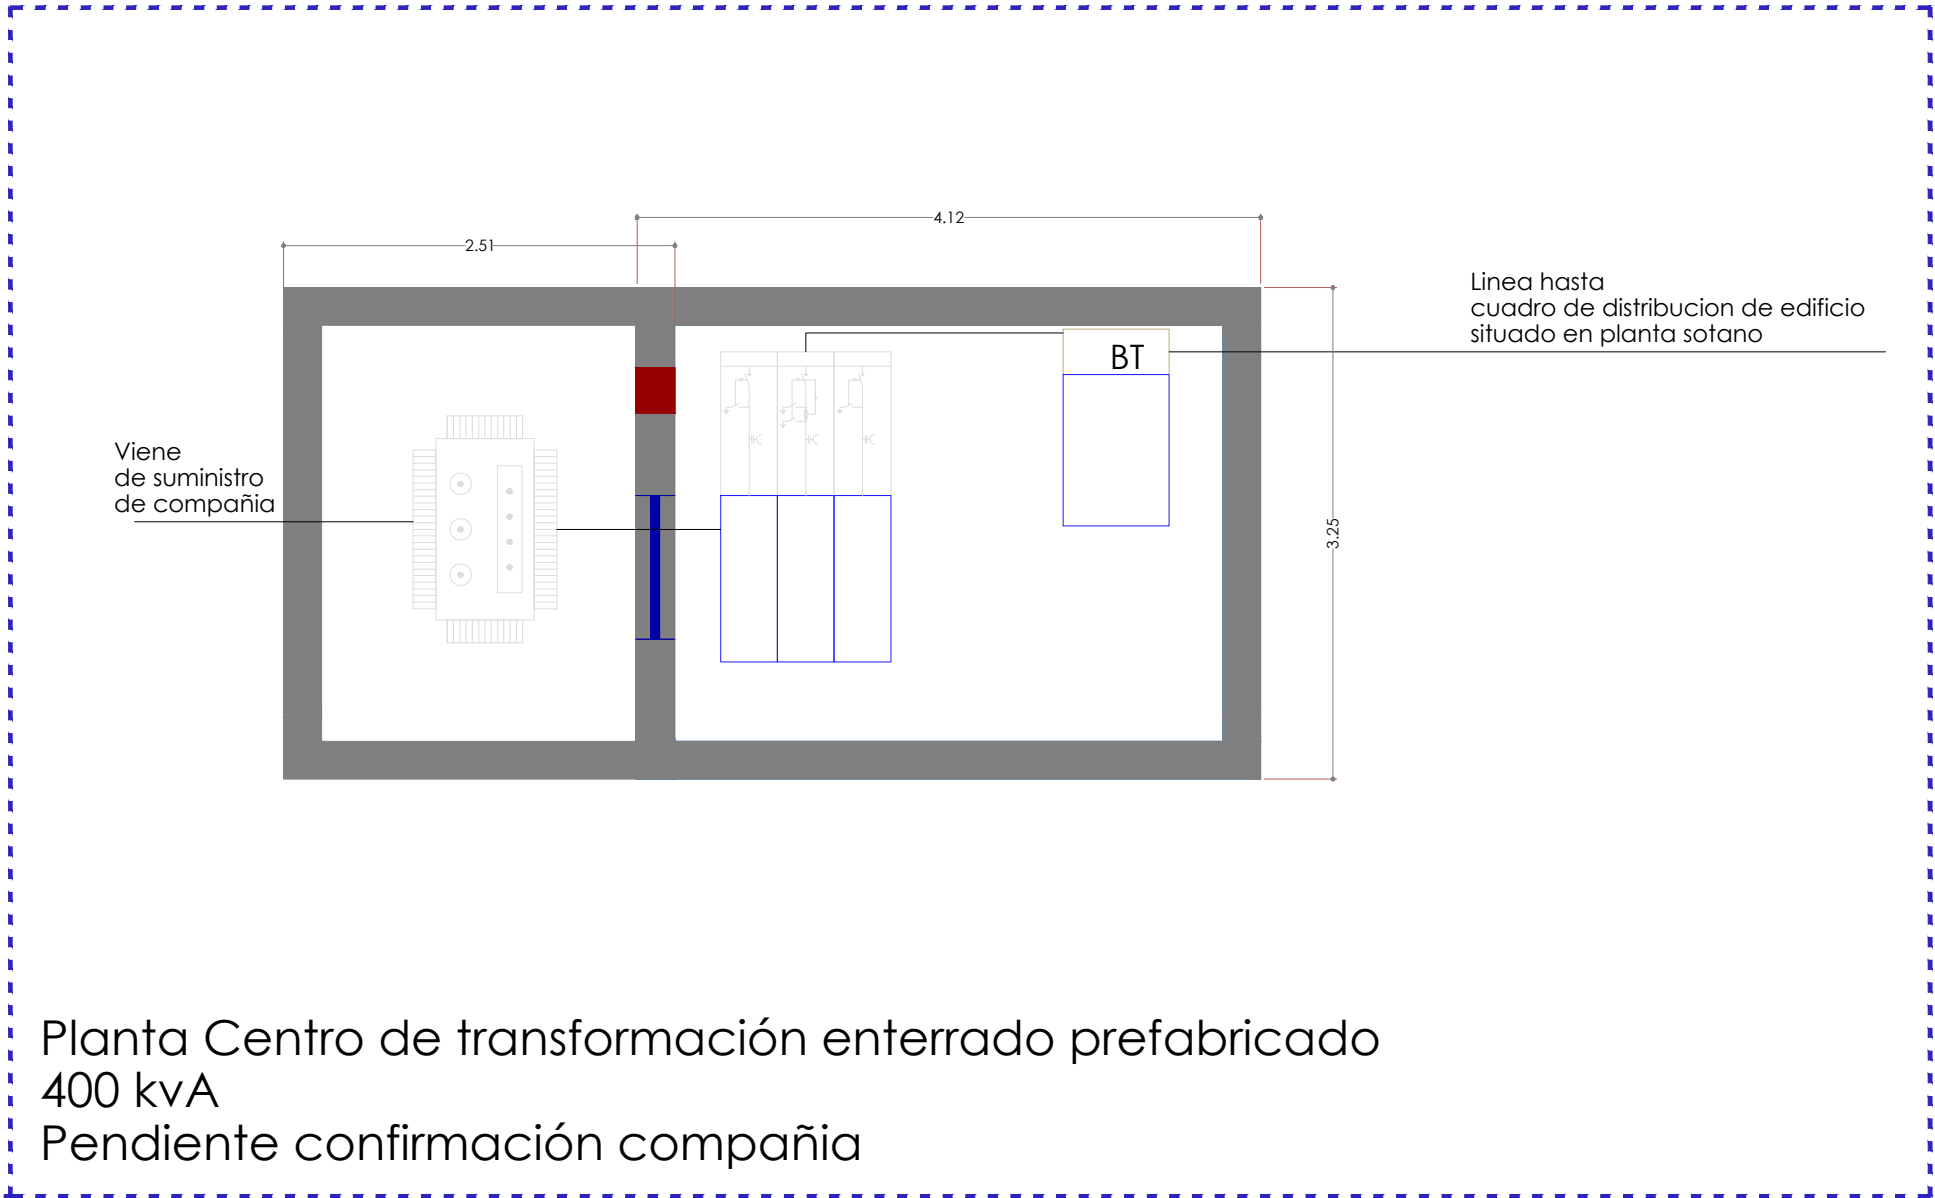 4.12
2.51
Linea hasta
cuadro de distribucion de edificio
situado en planta sotano
BT
Viene
de suministro
de compañia
3.25
Planta Centro de transformación enterrado prefabricado
400 kvA
Pendiente confirmación compañia